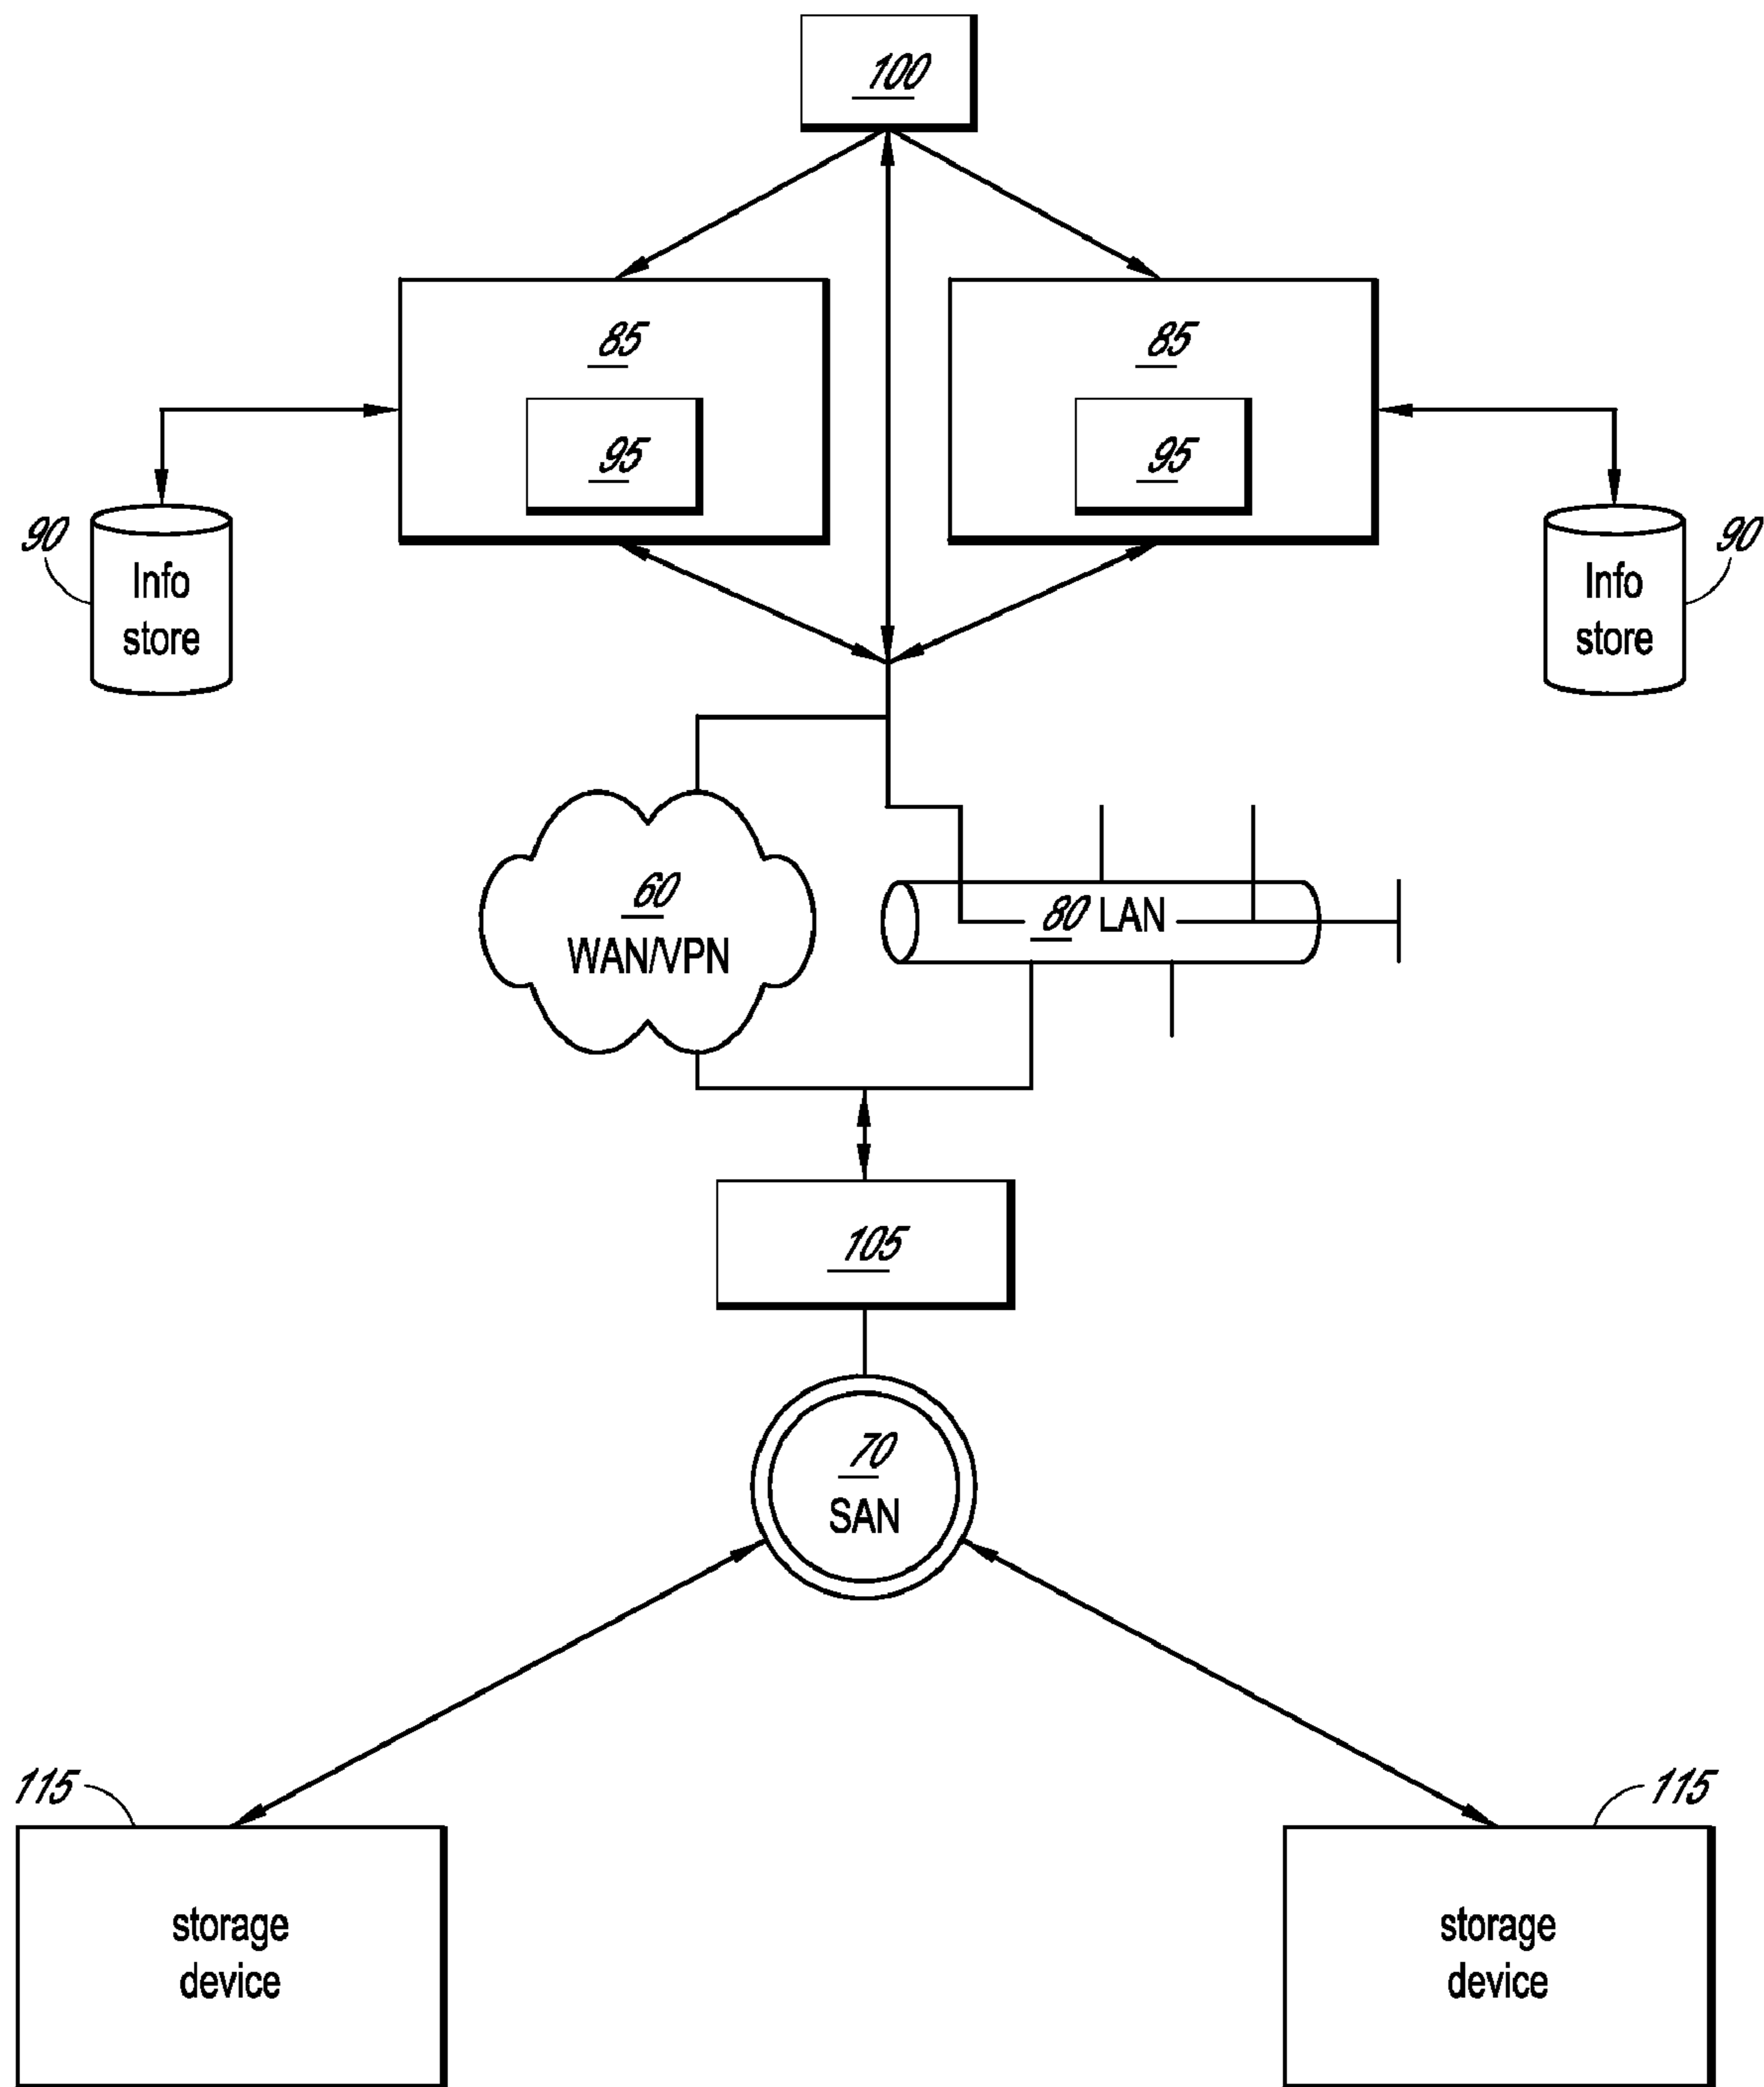 100
85
85
95
95
90
Info
store
90
Info
store
60
WAN/VPN
80 LAN
105
70
SAN
115
storage
device
115
storage
device